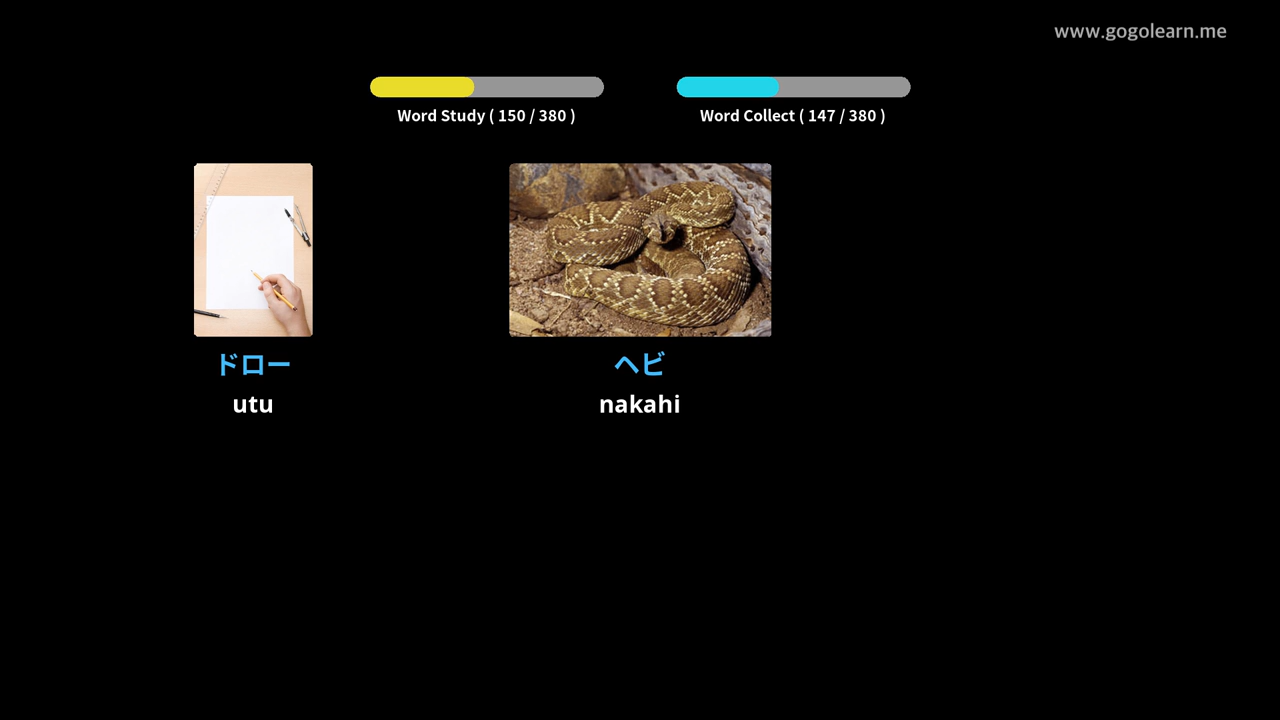 www.gogolearn.me
Word Study ( 150 / 380 )
Word Collect ( 147 / 380 )
ドロー
utu
ヘビ
nakahi